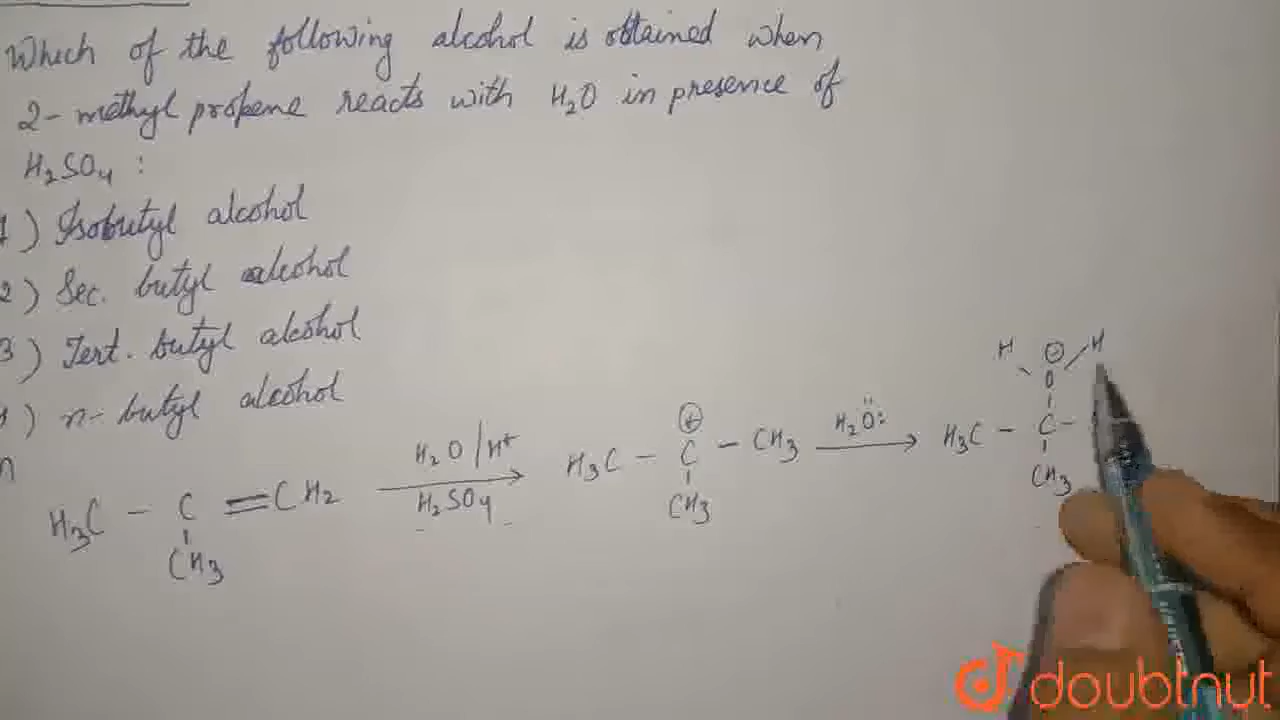 Which of the following alcohol is obtained when
2- methyl propene reacts with H2O in presence of
H2SO4 :
1) Isobutyl alcohol
2) Sec. butyl alcohol
3) Tert. butyl alcohol
) n- butyl alcohol
n
H3C - C = CH2
CH3
H2O/H+
H2SO4
H3C - C - CH3
⊕
CH3
H2O:
H ⊖ H
O
H3C - C -
CH3
doubtnut